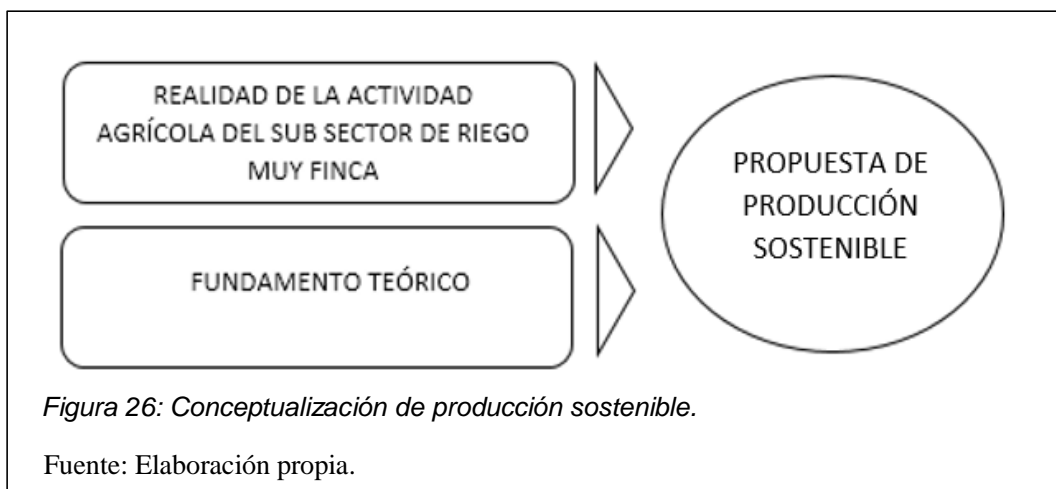 REALIDAD DE LA ACTIVIDAD
AGRÍCOLA DEL SUB SECTOR DE RIEGO
MUY FINCA
FUNDAMENTO TEÓRICO
PROPUESTA DE
PRODUCCIÓN
SOSTENIBLE
Figura 26: Conceptualización de producción sostenible.
Fuente: Elaboración propia.